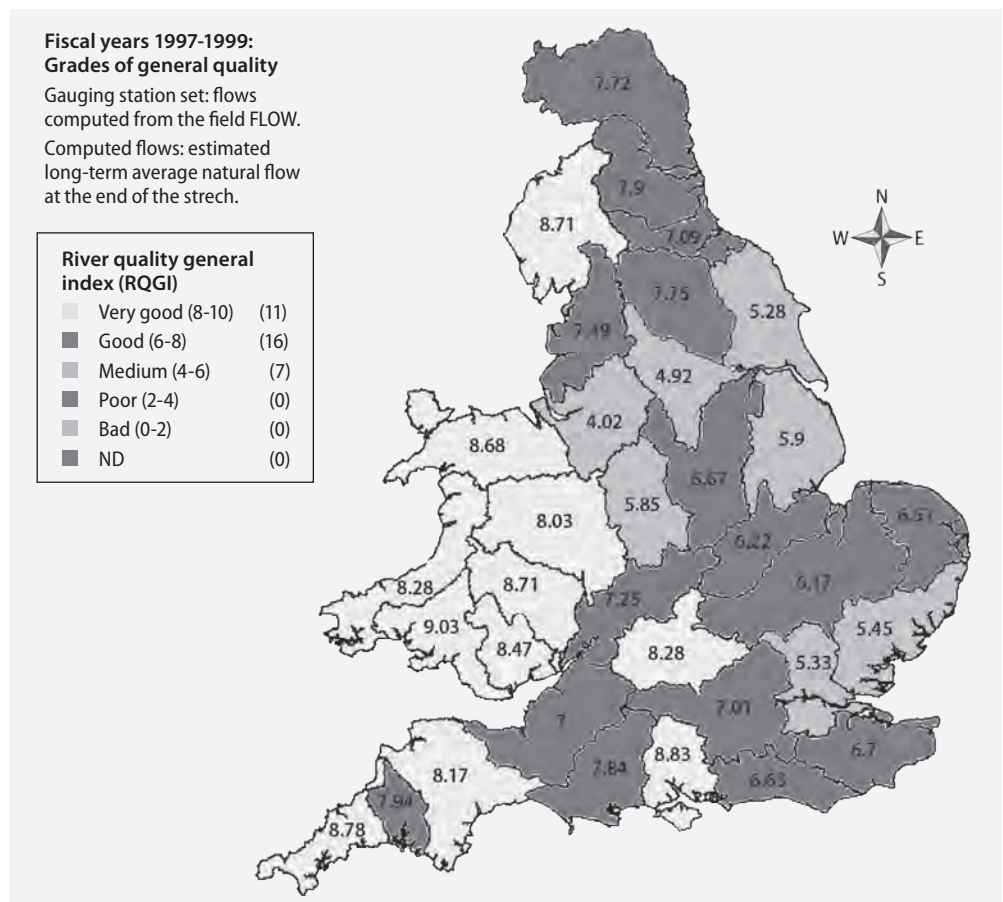 Fiscal years 1997-1999:
Grades of general quality
Gauging station set: flows
computed from the field FLOW.
Computed flows: estimated
long-term average natural flow
at the end of the strech.
River quality general
index (RQGI)
Very good (8-10) (11)
Good (6-8) (16)
Medium (4-6) (7)
Poor (2-4) (0)
Bad (0-2) (0)
ND (0)
N
W E
S
7.72
7.9
8.71
7.09
7.75
5.28
7.49
4.92
4.02
5.9
8.68
6.67
5.85
8.03
6.51
6.22
6.17
8.28
8.71
7.25
9.03
5.45
8.47
8.28
5.33
7
7.01
6.7
8.83
7.84
6.63
8.17
7.94
8.78